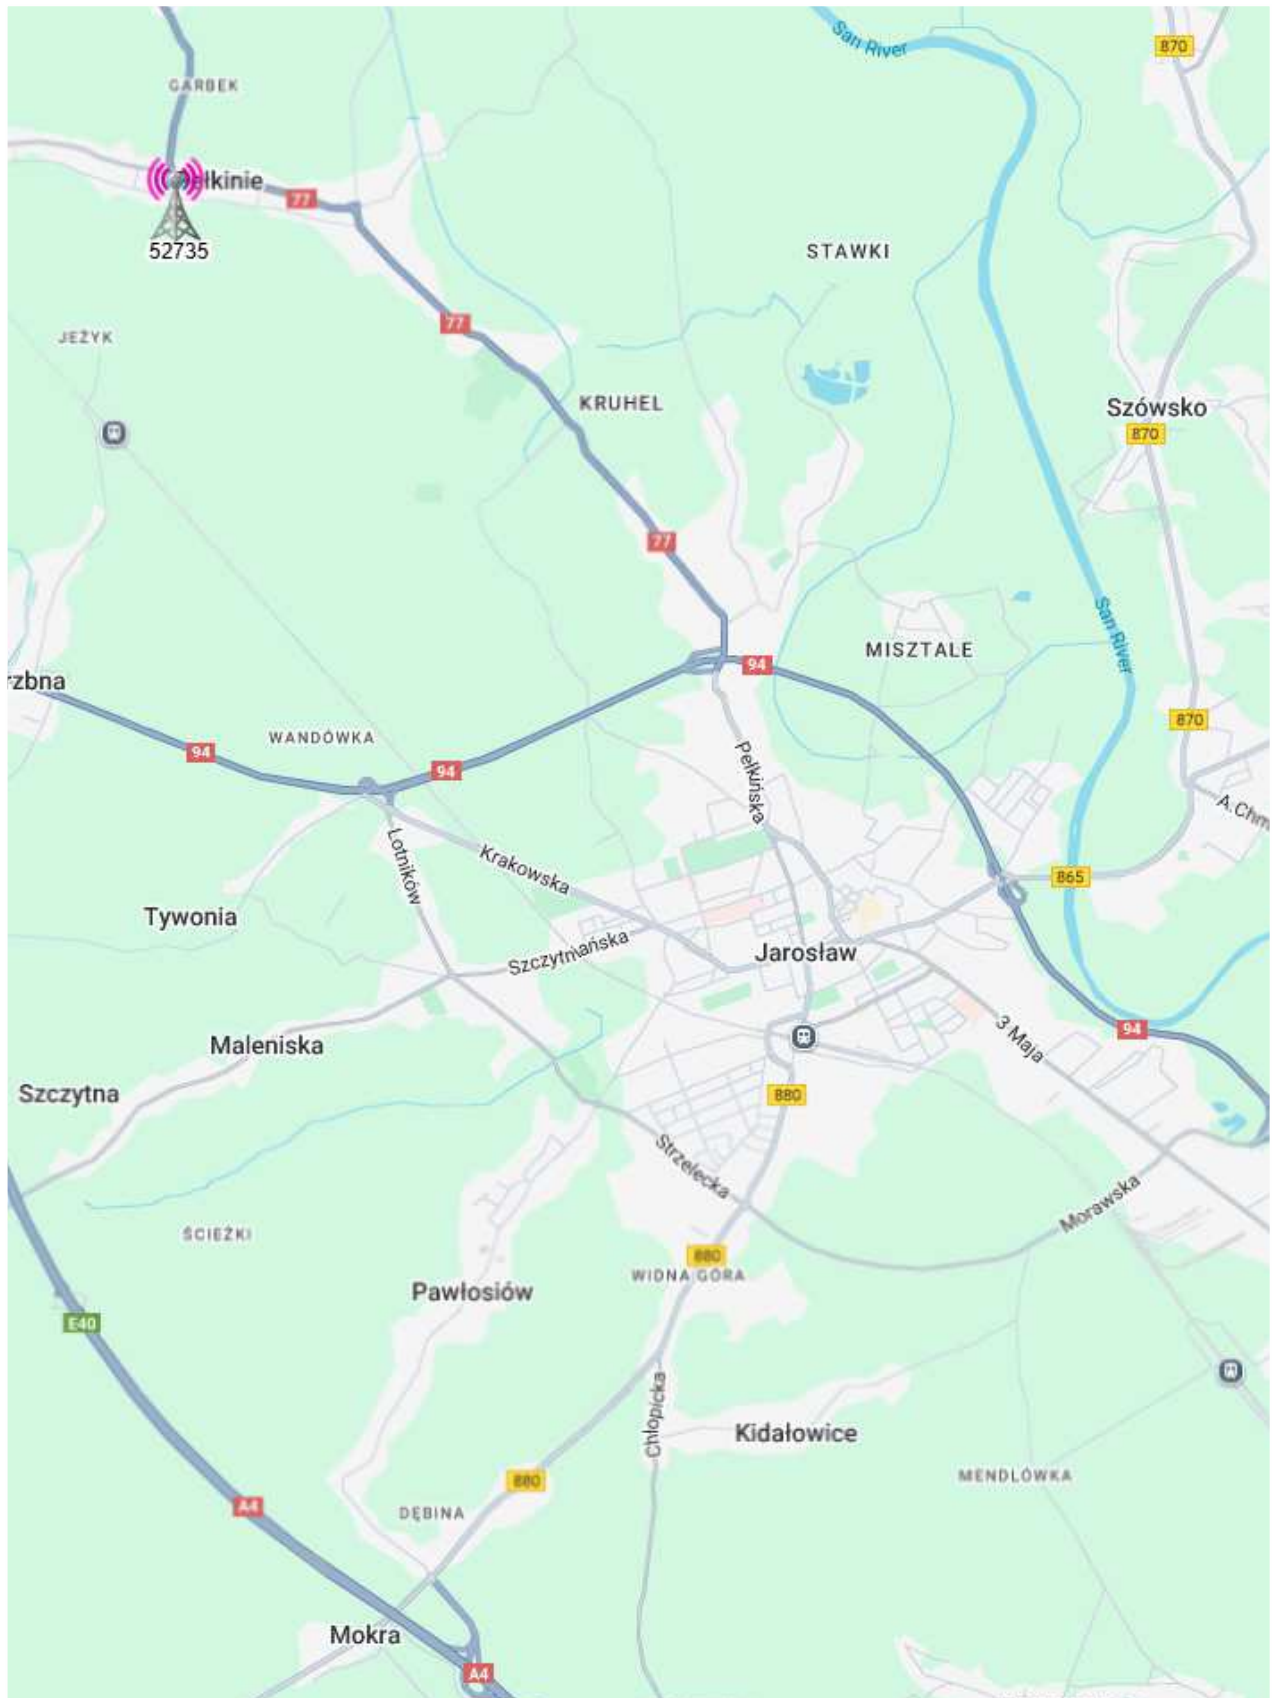 San River
870
GARBEK
ełkinie
77
52735
STAWKI
77
JEŻYK
KRUHEL
Szówsko
870
77
San River
MISZTALE
94
rzbna
870
WANDÓWKA
94
94
Pełkińska
A.Chm
Lotników
Krakowska
865
Tywonia
Szczytniańska
Jarosław
94
3 Maja
Maleniska
Szczytna
880
Strzelecka
Morawska
ŚCIEŻKI
880
WIDNA GÓRA
Pawłosiów
E40
Chłopicka
Kidałowice
MENDLÓWKA
880
A4
DĘBINA
Mokra
A4